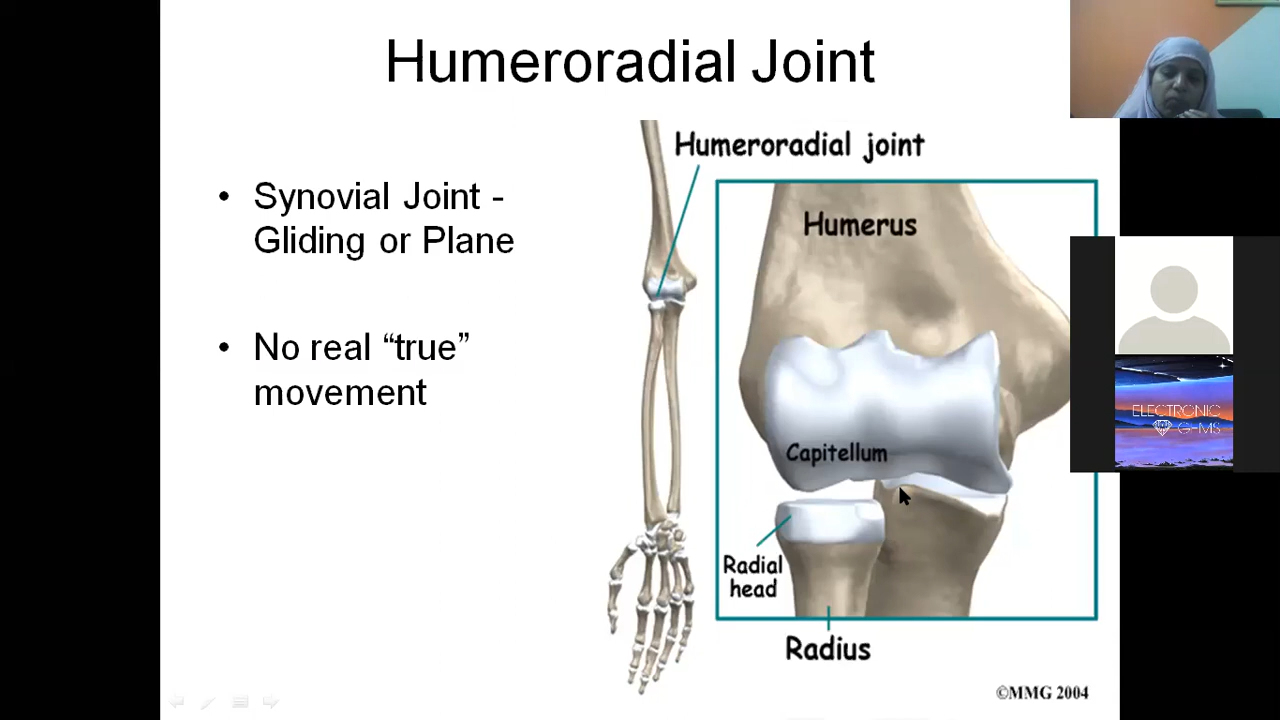 Humeroradial Joint
• Synovial Joint -
Gliding or Plane
• No real “true”
movement
Humeroradial joint
Humerus
Capitellum
Radial
head
Radius
©MMG 2004
ELECTRONIC
GEMS